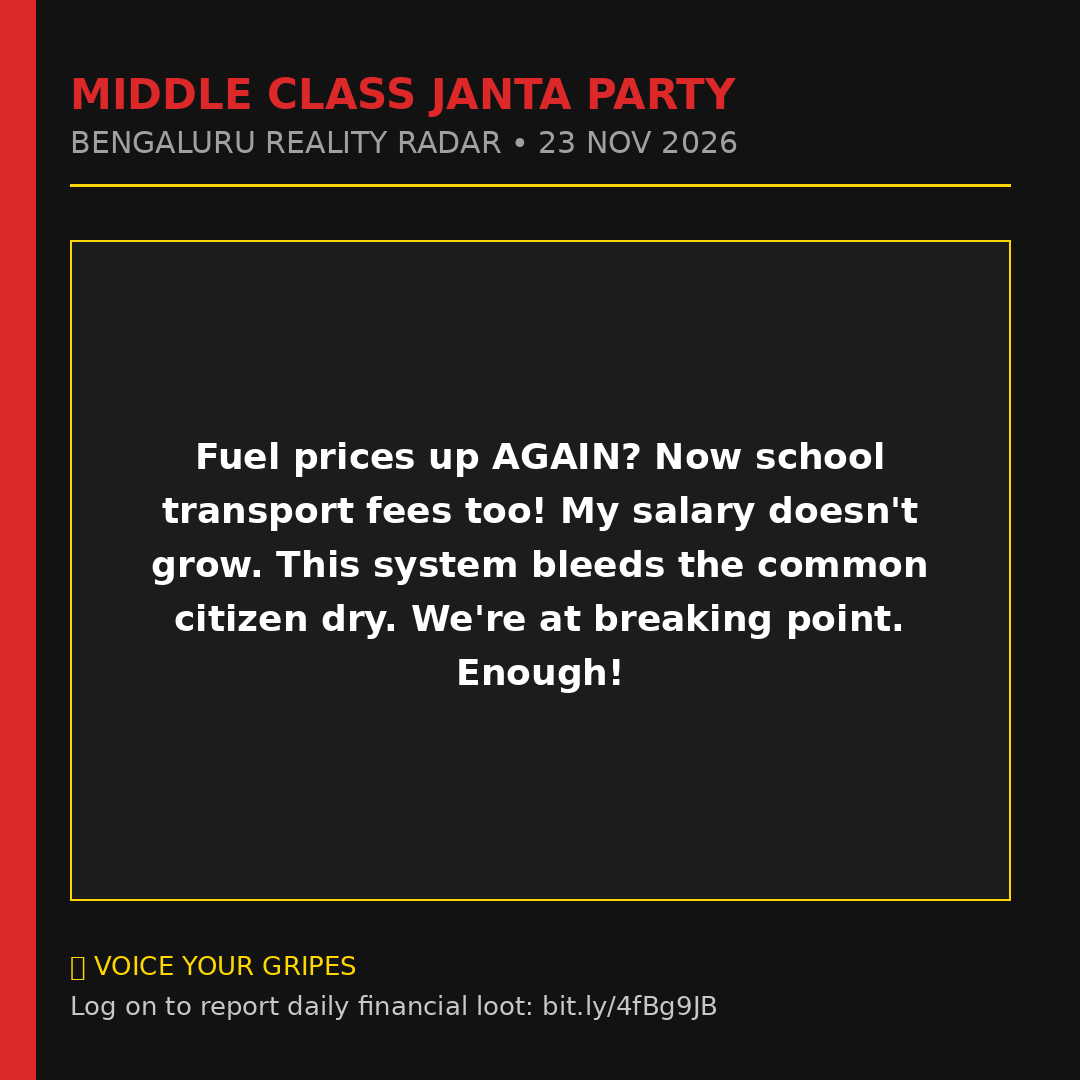 MIDDLE CLASS JANTA PARTY
BENGALURU REALITY RADAR • 23 NOV 2026
Fuel prices up AGAIN? Now school
transport fees too! My salary doesn't
grow. This system bleeds the common
citizen dry. We're at breaking point.
Enough!
VOICE YOUR GRIPES
Log on to report daily financial loot: bit.ly/4fBg9JB